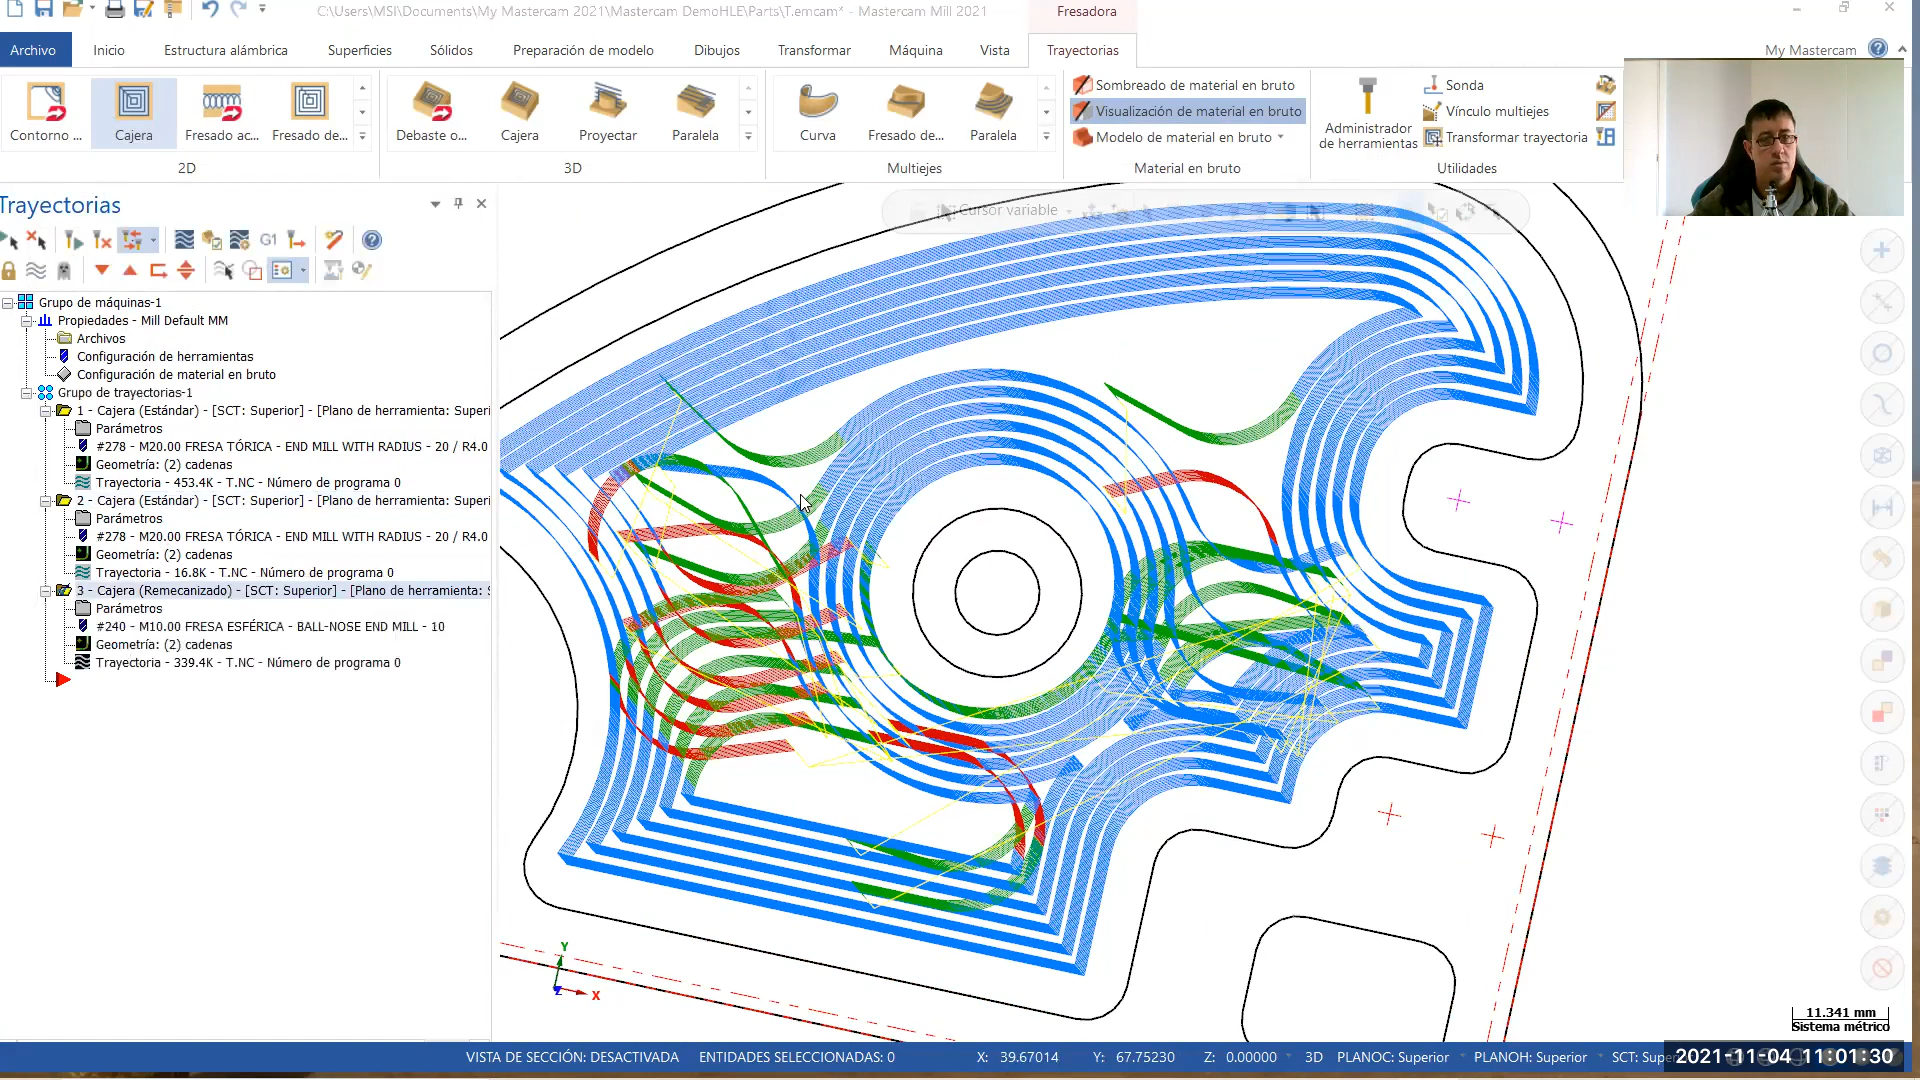 C:\Users\MSI\Documents\My Mastercam 2021\Mastercam DemoHLE\Parts\T.emcam* - Mastercam Mill 2021
Fresadora
Archivo
Inicio
Estructura alámbrica
Superficies
Sólidos
Preparación de modelo
Dibujos
Transformar
Máquina
Vista
Trayectorias
My Mastercam
Contorno ...
Cajera
Fresado ac...
Fresado de...
2D
Debaste o...
Cajera
Proyectar
Paralela
3D
Curva
Fresado de...
Paralela
Multiejes
Sombreado de material en bruto
Visualización de material en bruto
Modelo de material en bruto
Material en bruto
Administrador
de herramientas
Sonda
Vínculo multiejes
Transformar trayectoria
Utilidades
Trayectorias
G1
Cursor variable
Grupo de máquinas-1
Propiedades - Mill Default MM
Archivos
Configuración de herramientas
Configuración de material en bruto
Grupo de trayectorias-1
1 - Cajera (Estándar) - [SCT: Superior] - [Plano de herramienta: Superi
Parámetros
#278 - M20.00 FRESA TÓRICA - END MILL WITH RADIUS - 20 / R4.0
Geometría: (2) cadenas
Trayectoria - 453.4K - T.NC - Número de programa 0
2 - Cajera (Estándar) - [SCT: Superior] - [Plano de herramienta: Superi
Parámetros
#278 - M20.00 FRESA TÓRICA - END MILL WITH RADIUS - 20 / R4.0
Geometría: (2) cadenas
Trayectoria - 16.8K - T.NC - Número de programa 0
3 - Cajera (Remecanizado) - [SCT: Superior] - [Plano de herramienta: S
Parámetros
#240 - M10.00 FRESA ESFÉRICA - BALL-NOSE END MILL - 10
Geometría: (2) cadenas
Trayectoria - 339.4K - T.NC - Número de programa 0
Y
Z
X
11.341 mm
Sistema métrico
VISTA DE SECCIÓN: DESACTIVADA
ENTIDADES SELECCIONADAS: 0
X: 39.67014
Y: 67.75230
Z: 0.00000
3D
PLANOC: Superior
PLANOH: Superior
SCT: Supe
2021-11-04 11:01:30